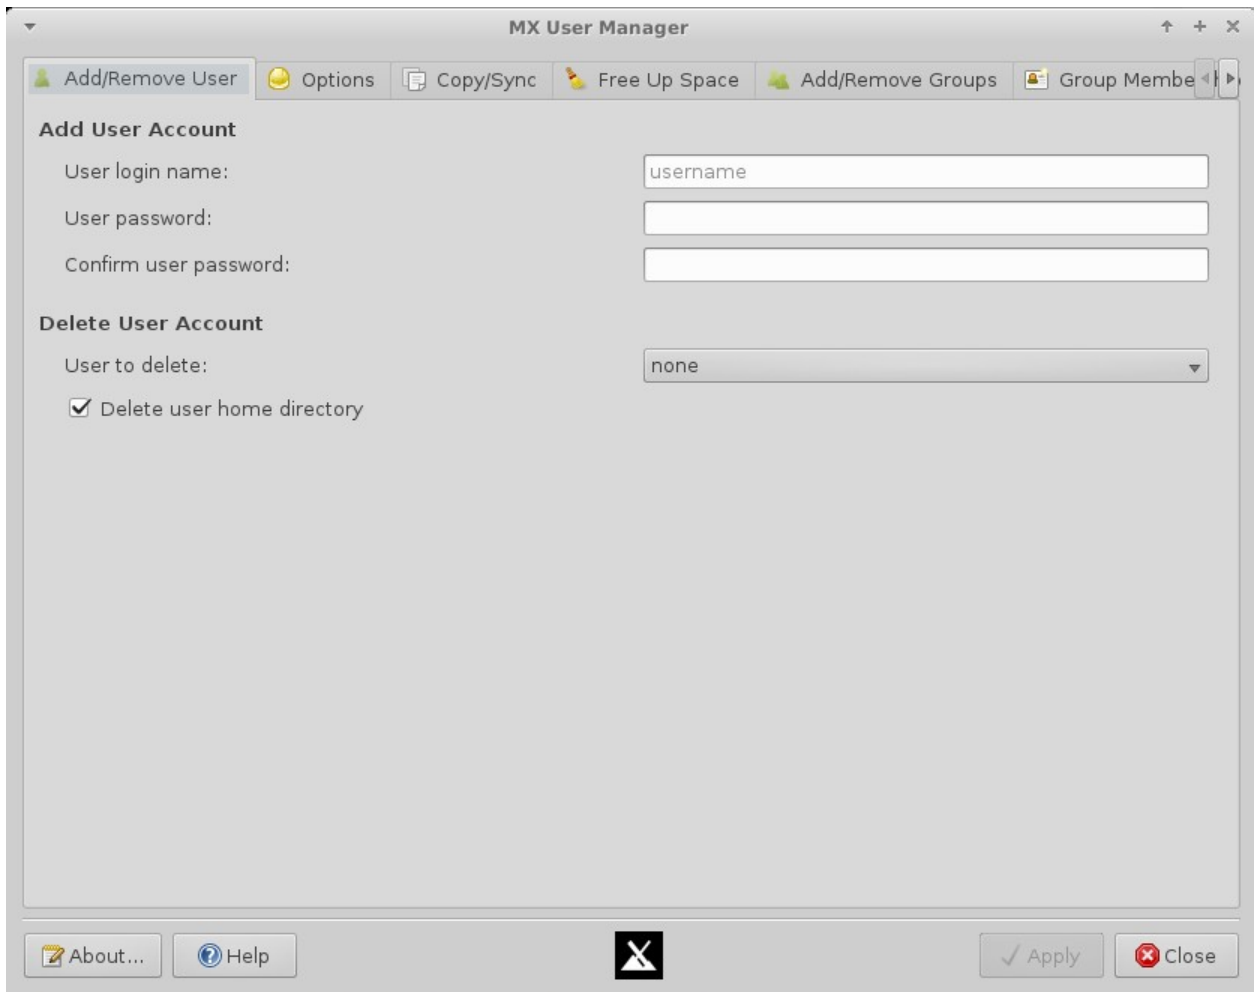 MX User Manager
Add/Remove User Options Copy/Sync Free Up Space Add/Remove Groups Group
Add User Account
User login name: username
User password:
Confirm user password:
Delete User Account
User to delete: none
Delete user home directory
About... Help Apply Close